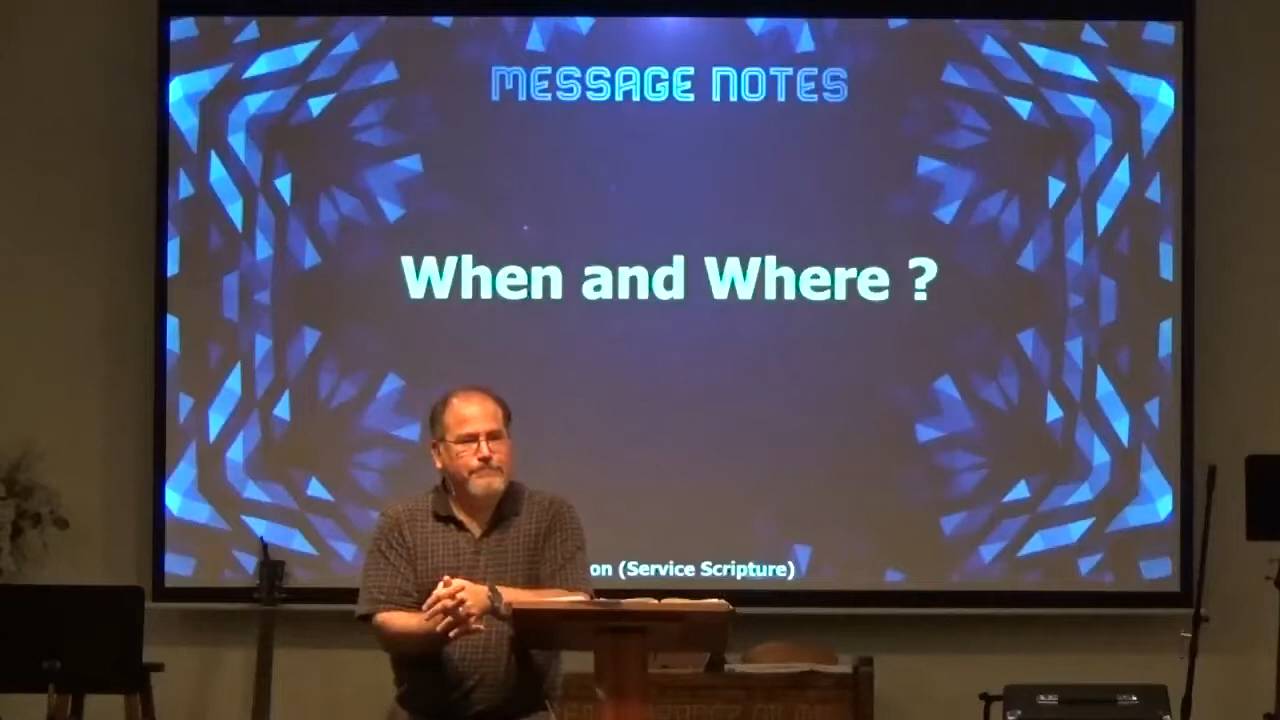 MESSAGE NOTES
When and Where ?
on (Service Scripture)